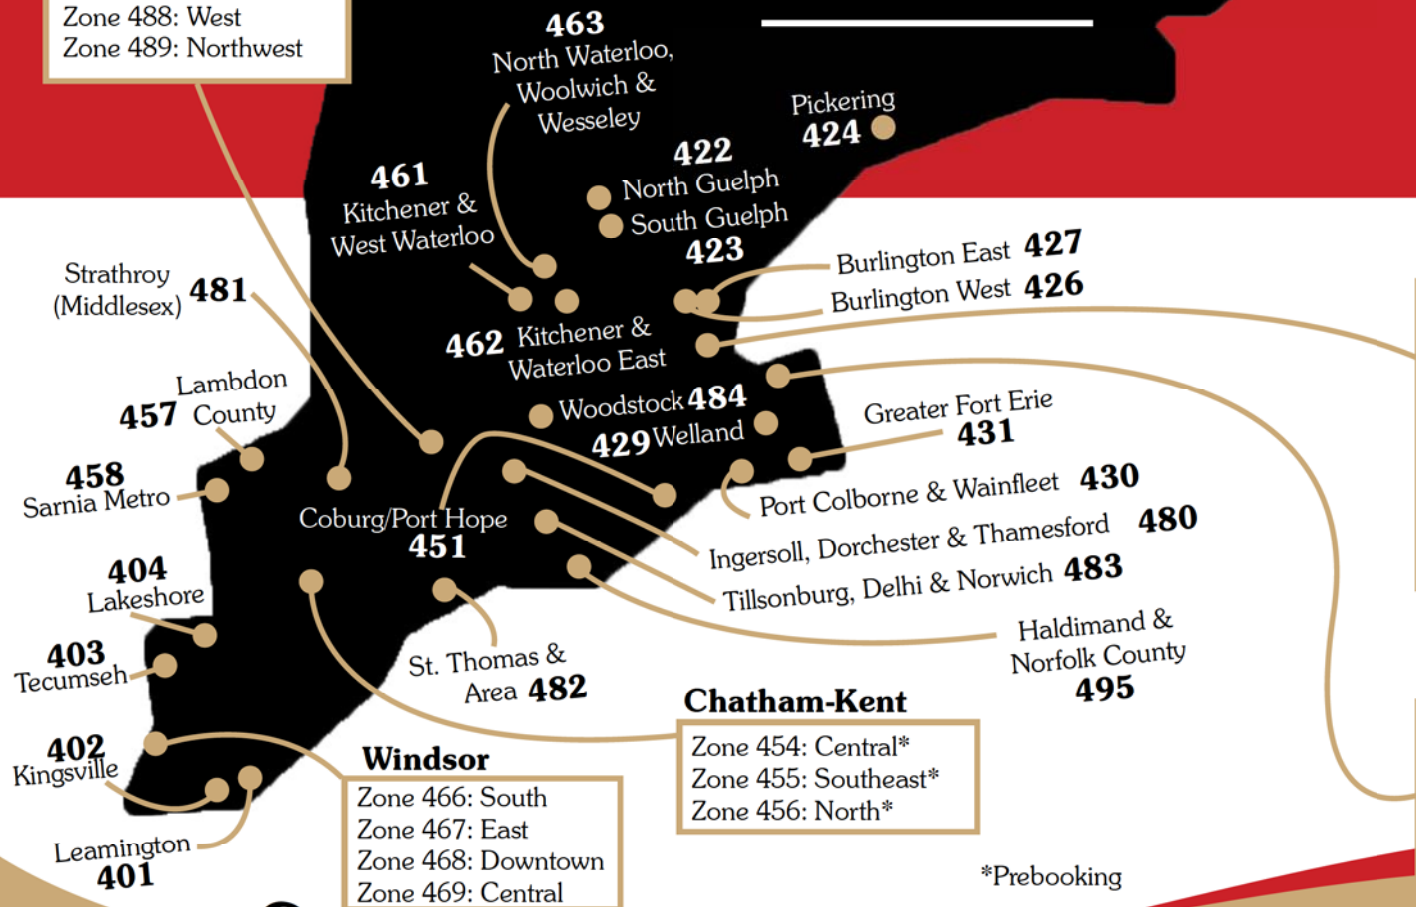 Zone 488: West
Zone 489: Northwest
463
North Waterloo,
Woolwich &
Wesseley
Pickering
424
422
North Guelph
South Guelph
423
461
Kitchener &
West Waterloo
Burlington East 427
Burlington West 426
Strathroy
(Middlesex) 481
462 Kitchener &
Waterloo East
Lambdon
457 County
Woodstock 484
429 Welland
Greater Fort Erie
431
458
Sarnia Metro
Port Colborne & Wainfleet 430
Coburg/Port Hope
451
Ingersoll, Dorchester & Thamesford 480
Tillsonburg, Delhi & Norwich 483
404
Lakeshore
Haldimand &
Norfolk County
495
403
Tecumseh
St. Thomas &
Area 482
Chatham-Kent
Zone 454: Central*
Zone 455: Southeast*
Zone 456: North*
402
Kingsville
Windsor
Zone 466: South
Zone 467: East
Zone 468: Downtown
Zone 469: Central
Leamington
401
*Prebooking